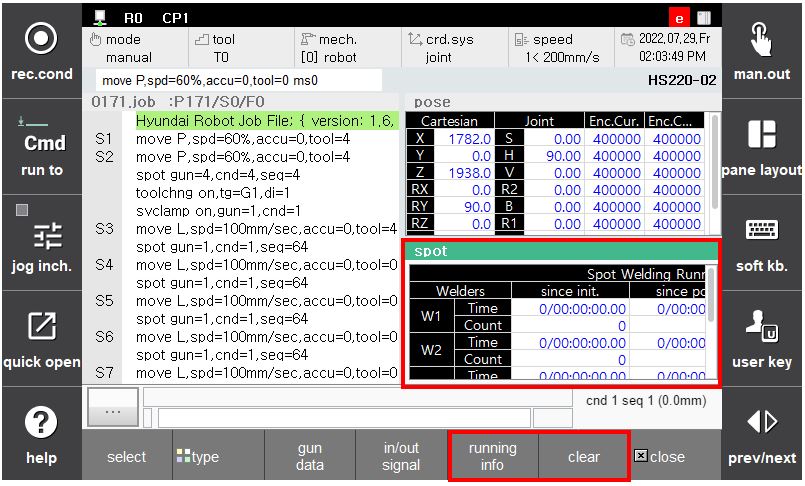 R0 CP1 e
mode
manual
tool
T0
mech.
[0] robot
crd.sys
joint
speed
1< 200mm/s
2022,07,29,Fr
02:03:49 PM
rec.cond
Cmd
run to
jog inch.
quick open
help
move P,spd=60%,accu=0,tool=0 ms0
HS220-02
0171.job :P171/S0/F0
Hyundai Robot Job File; { version: 1,6,
S1 move P,spd=60%,accu=0,tool=4
S2 move P,spd=60%,accu=0,tool=4
spot gun=4,cnd=4,seq=4
toolchng on,tg=G1,di=1
svclamp on,gun=1,cnd=1
S3 move L,spd=100mm/sec,accu=0,tool=4
spot gun=1,cnd=1,seq=64
S4 move L,spd=100mm/sec,accu=0,tool=0
spot gun=1,cnd=1,seq=64
S5 move L,spd=100mm/sec,accu=0,tool=0
spot gun=1,cnd=1,seq=64
S6 move L,spd=100mm/sec,accu=0,tool=0
spot gun=1,cnd=1,seq=64
S7 move L,spd=100mm/sec,accu=0,tool=0
pose
Cartesian Joint Enc.Cur. Enc.C...
X 1782.0 S 0.00 400000 400000
Y 0.0 H 90.00 400000 400000
Z 1938.0 V 0.00 400000 400000
RX 0.0 R2 0.00 400000 400000
RY 90.0 B 0.00 400000 400000
RZ 0.0 R1 0.00 400000 400000
spot
Spot Welding Runn
Welders since init. since po
W1 Time 0/00:00:00.00 0/00:00
Count 0
W2 Time 0/00:00:00.00 0/00:00
Count 0
Time 0/00:00:00.00 0/00:00
...
cnd 1 seq 1 (0.0mm)
select
type
gun
data
in/out
signal
running
info
clear
x close
man.out
pane layout
soft kb.
U
user key
prev/next